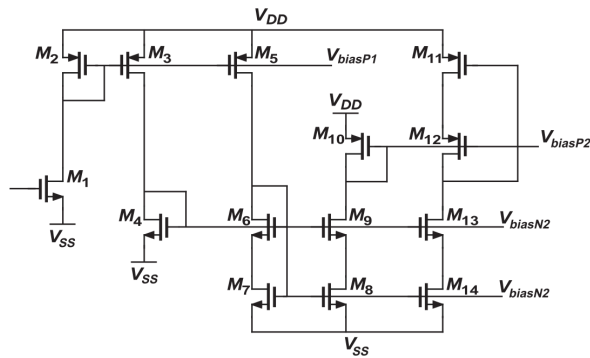 VDD
M2
M3
M5
VbiasP1
M11
VDD
M10
M12
VbiasP2
M1
VSS
M4
M6
M9
M13
VbiasN2
VSS
M7
M8
M14
VbiasN2
VSS